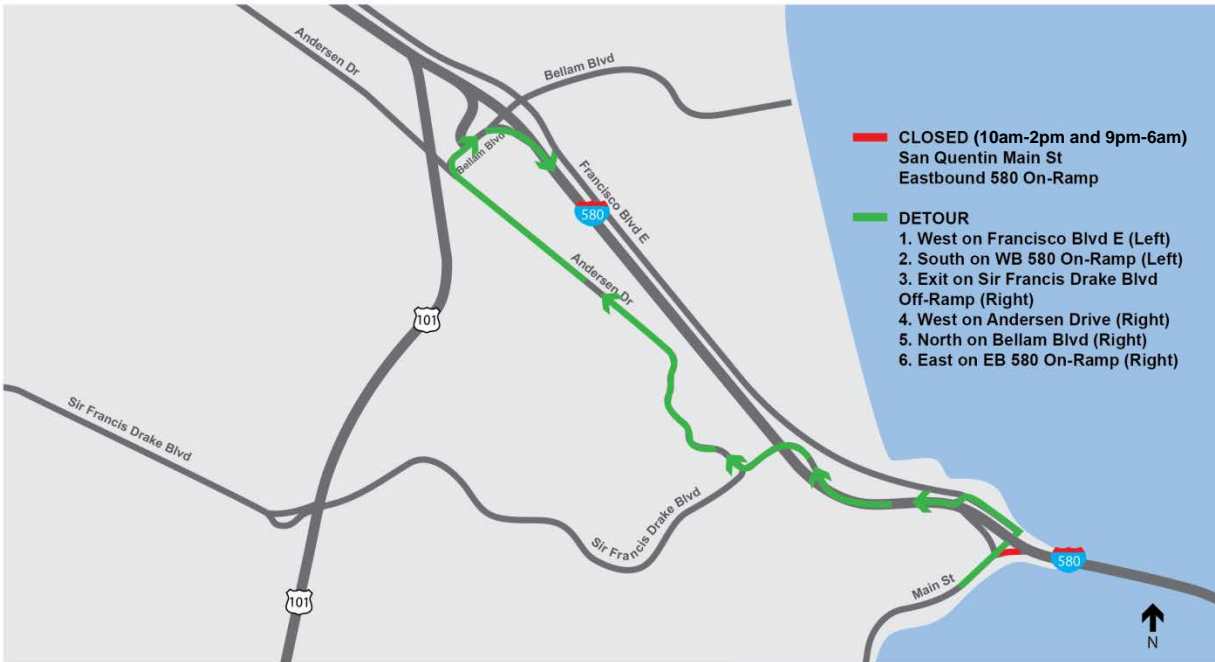 Andersen Dr
Bellam Blvd
Bellam Blvd
Francisco Blvd E
580
Andersen Dr
101
Sir Francis Drake Blvd
Sir Francis Drake Blvd
101
Main St
580
N
CLOSED (10am-2pm and 9pm-6am)
San Quentin Main St
Eastbound 580 On-Ramp
DETOUR
1. West on Francisco Blvd E (Left)
2. South on WB 580 On-Ramp (Left)
3. Exit on Sir Francis Drake Blvd
Off-Ramp (Right)
4. West on Andersen Drive (Right)
5. North on Bellam Blvd (Right)
6. East on EB 580 On-Ramp (Right)